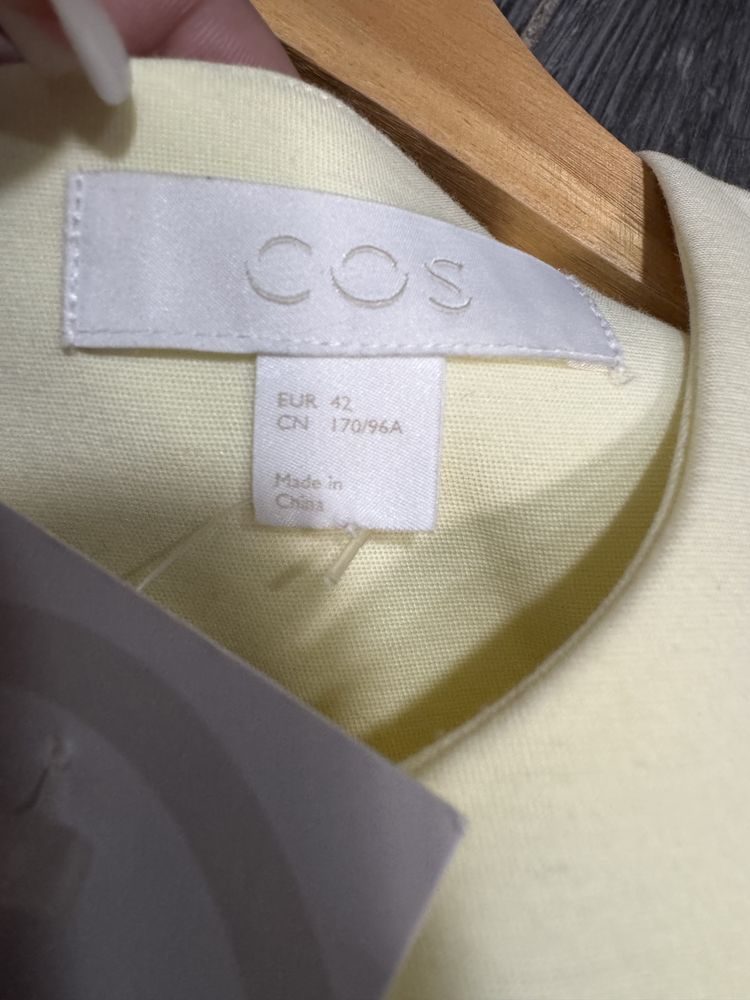 COS
EUR 42
CN 170/96A
Made in
China